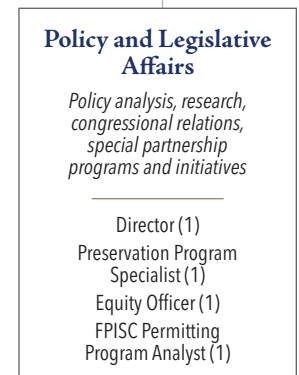 Policy and Legislative
Affairs
Policy analysis, research,
congressional relations,
special partnership
programs and initiatives
Director (1)
Preservation Program
Specialist (1)
Equity Officer (1)
FPISC Permitting
Program Analyst (1)